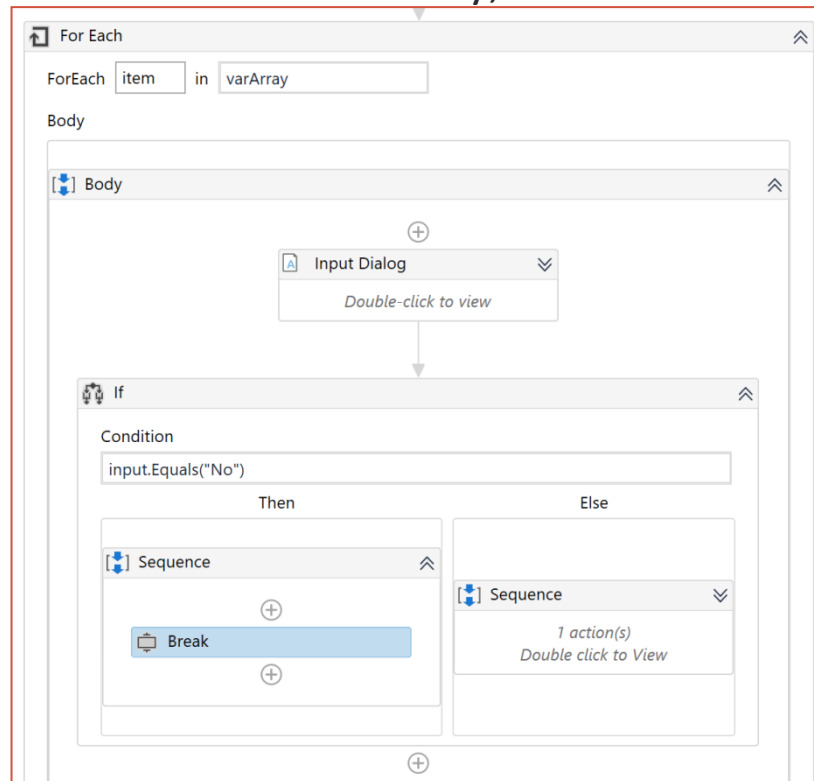 For Each
ForEach item in varArray
Body
Body
Input Dialog
Double-click to view
If
Condition
input.Equals("No")
Then Else
Sequence
Break
Sequence
1 action(s)
Double click to View